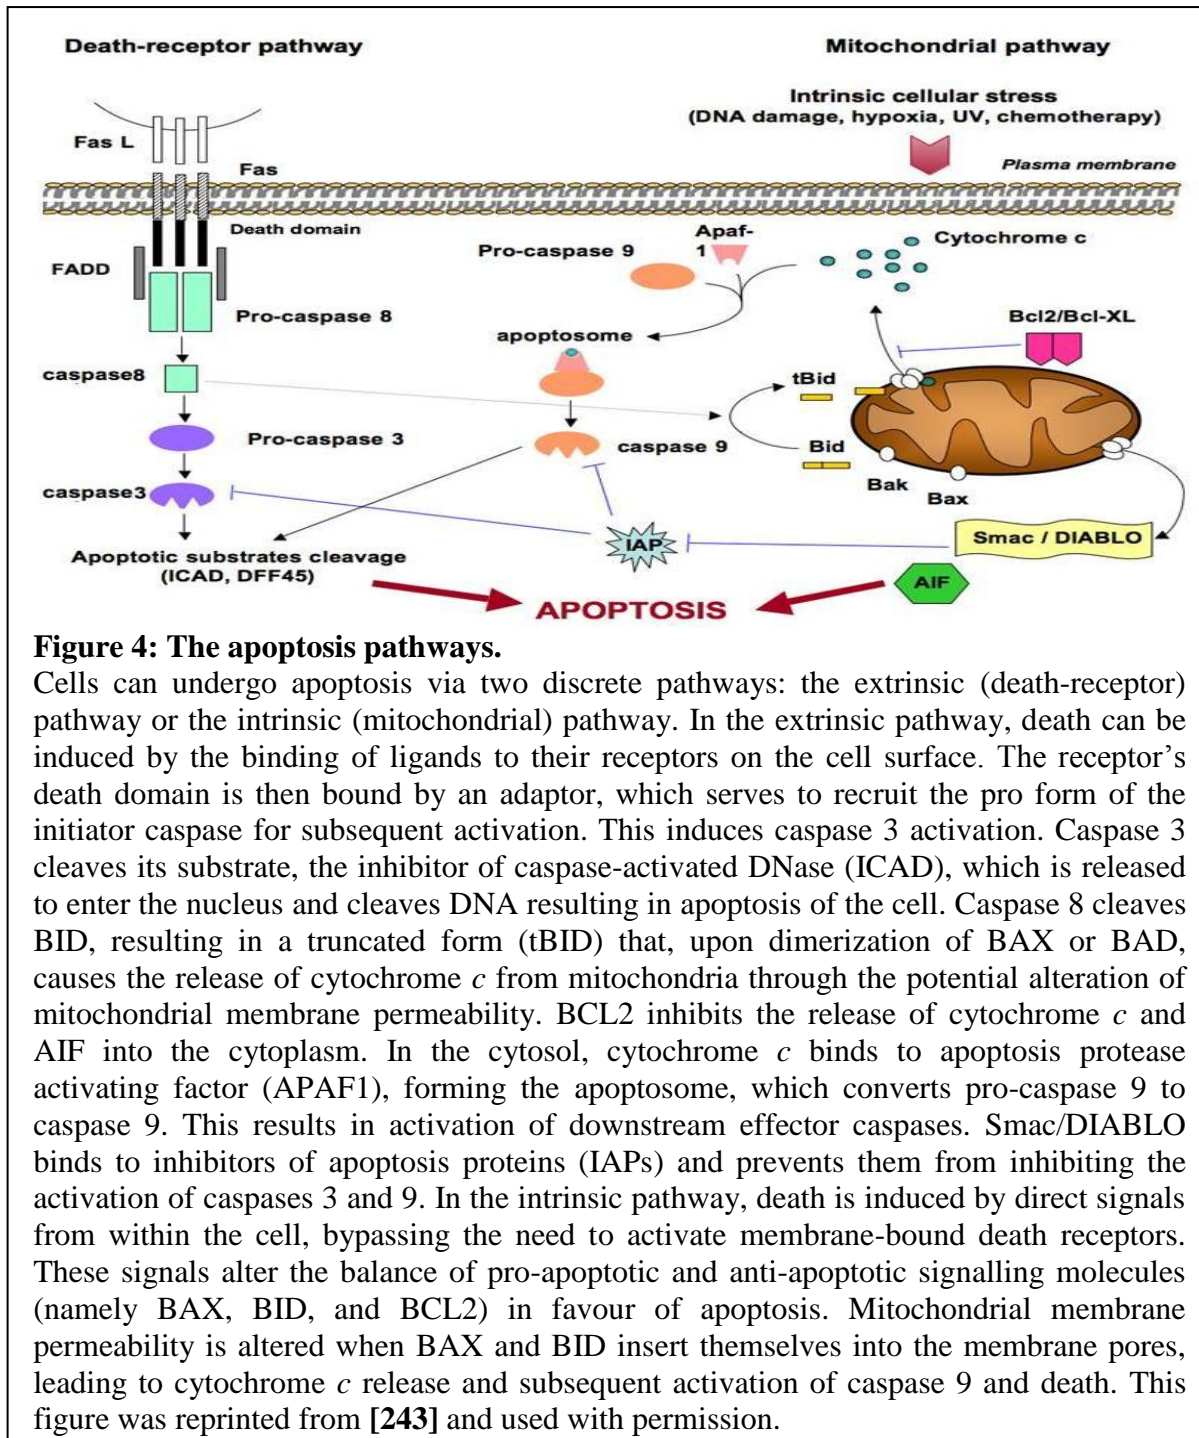 Death-receptor pathway
Mitochondrial pathway
Intrinsic cellular stress
(DNA damage, hypoxia, UV, chemotherapy)
Fas L
Fas
Plasma membrane
Death domain
FADD
Pro-caspase 8
Pro-caspase 9
Apaf-
1
Cytochrome c
apoptosome
Bcl2/Bcl-XL
caspase8
tBid
Pro-caspase 3
caspase 9
Bid
Bak
Bax
caspase3
IAP
Smac / DIABLO
Apoptotic substrates cleavage
(ICAD, DFF45)
AIF
APOPTOSIS
Figure 4: The apoptosis pathways.
Cells can undergo apoptosis via two discrete pathways: the extrinsic (death-receptor)
pathway or the intrinsic (mitochondrial) pathway. In the extrinsic pathway, death can be
induced by the binding of ligands to their receptors on the cell surface. The receptor's
death domain is then bound by an adaptor, which serves to recruit the pro form of the
initiator caspase for subsequent activation. This induces caspase 3 activation. Caspase 3
cleaves its substrate, the inhibitor of caspase-activated DNase (ICAD), which is released
to enter the nucleus and cleaves DNA resulting in apoptosis of the cell. Caspase 8 cleaves
BID, resulting in a truncated form (tBID) that, upon dimerization of BAX or BAD,
causes the release of cytochrome c from mitochondria through the potential alteration of
mitochondrial membrane permeability. BCL2 inhibits the release of cytochrome c and
AIF into the cytoplasm. In the cytosol, cytochrome c binds to apoptosis protease
activating factor (APAF1), forming the apoptosome, which converts pro-caspase 9 to
caspase 9. This results in activation of downstream effector caspases. Smac/DIABLO
binds to inhibitors of apoptosis proteins (IAPs) and prevents them from inhibiting the
activation of caspases 3 and 9. In the intrinsic pathway, death is induced by direct signals
from within the cell, bypassing the need to activate membrane-bound death receptors.
These signals alter the balance of pro-apoptotic and anti-apoptotic signalling molecules
(namely BAX, BID, and BCL2) in favour of apoptosis. Mitochondrial membrane
permeability is altered when BAX and BID insert themselves into the membrane pores,
leading to cytochrome c release and subsequent activation of caspase 9 and death. This
figure was reprinted from [243] and used with permission.